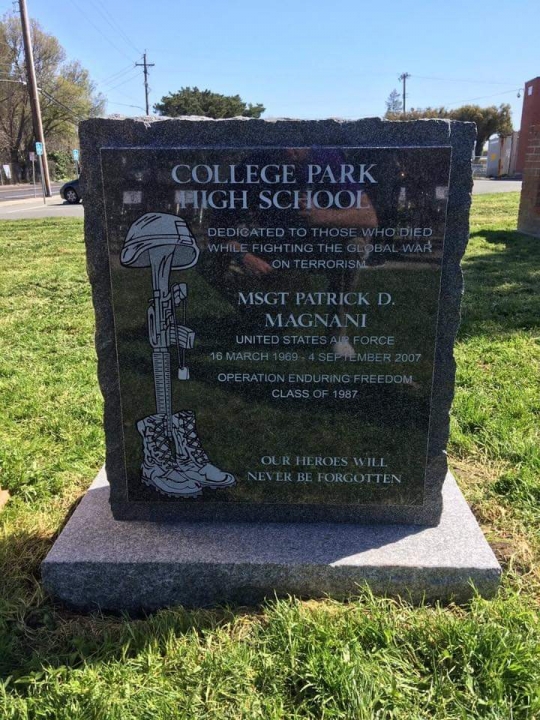 COLLEGE PARK
HIGH SCHOOL
DEDICATED TO THOSE WHO DIED
WHILE FIGHTING THE GLOBAL WAR
ON TERRORISM
MSGT PATRICK D.
MAGNANI
UNITED STATES AIR FORCE
16 MARCH 1969 - 4 SEPTEMBER 2007
OPERATION ENDURING FREEDOM
CLASS OF 1987
OUR HEROES WILL
NEVER BE FORGOTTEN